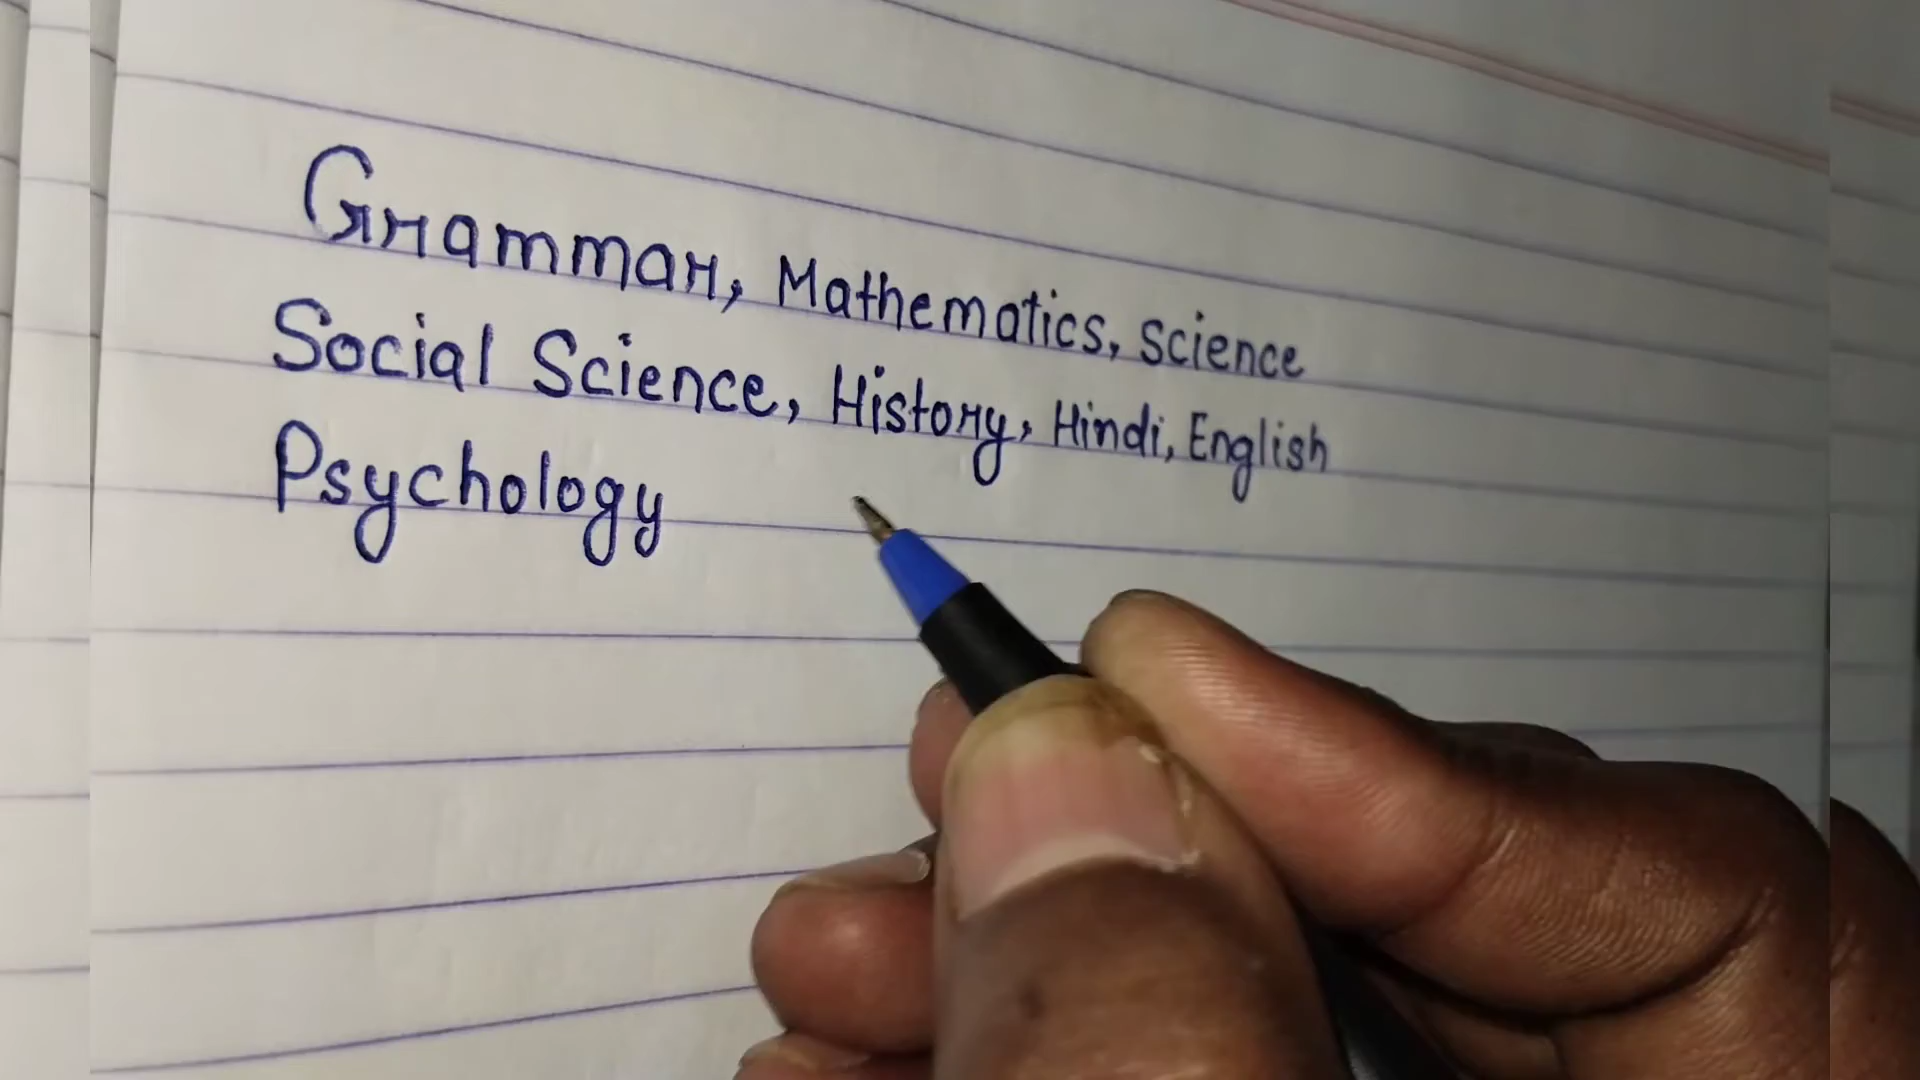 Grammar, Mathematics, Science
Social Science, History, Hindi, English
Psychology